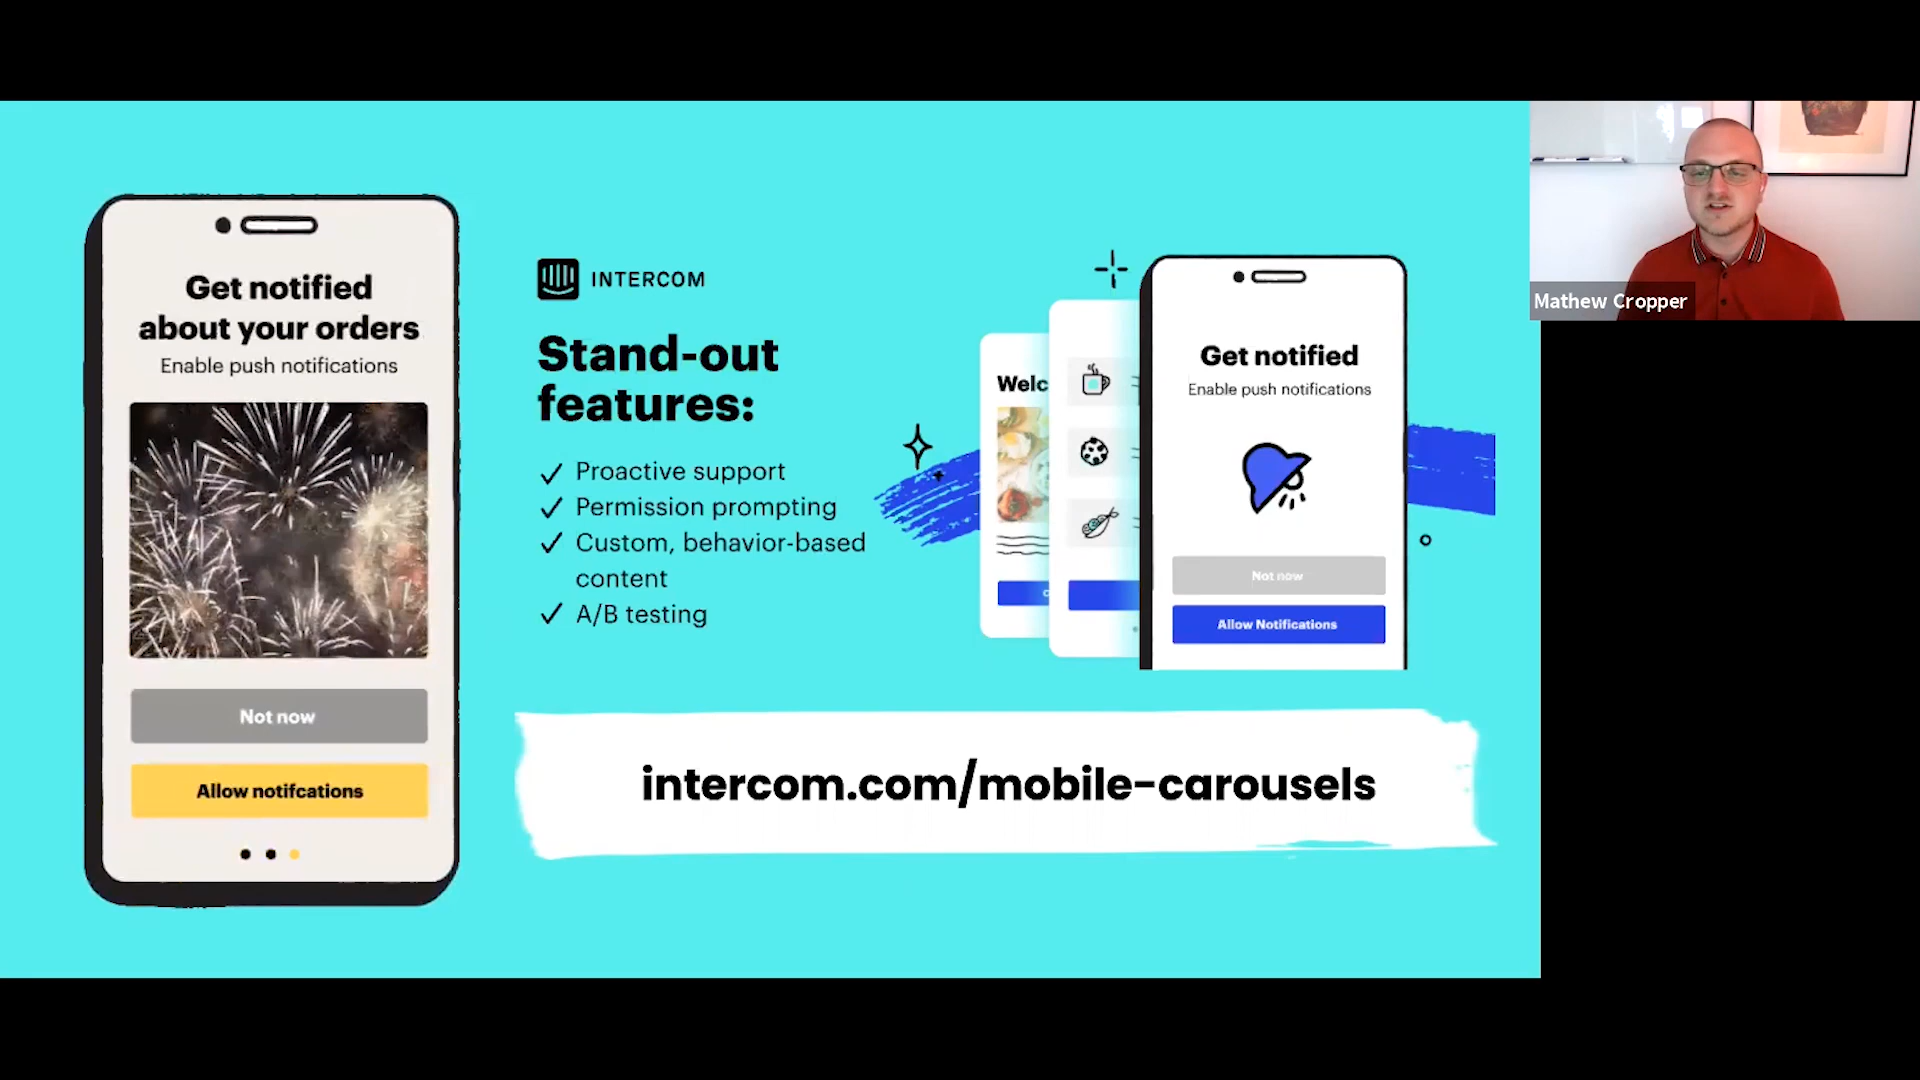 Get notified
about your orders
Enable push notifications
Not now
Allow notifcations
INTERCOM
Stand-out
features:
Proactive support
Permission prompting
Custom, behavior-based
content
A/B testing
Welc
Get notified
Enable push notifications
Not now
Allow Notifications
intercom.com/mobile-carousels
Mathew Cropper